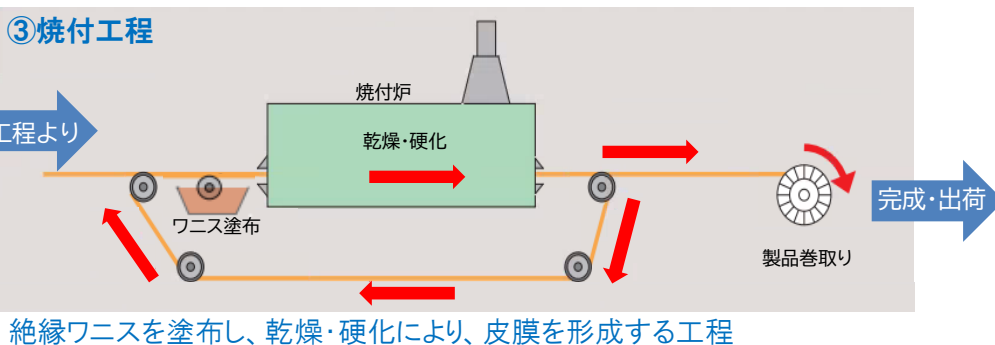 ③焼付工程
焼付炉
工程より
乾燥・硬化
ワニス塗布
完成・出荷
製品巻取り
絶縁ワニスを塗布し、乾燥・硬化により、皮膜を形成する工程